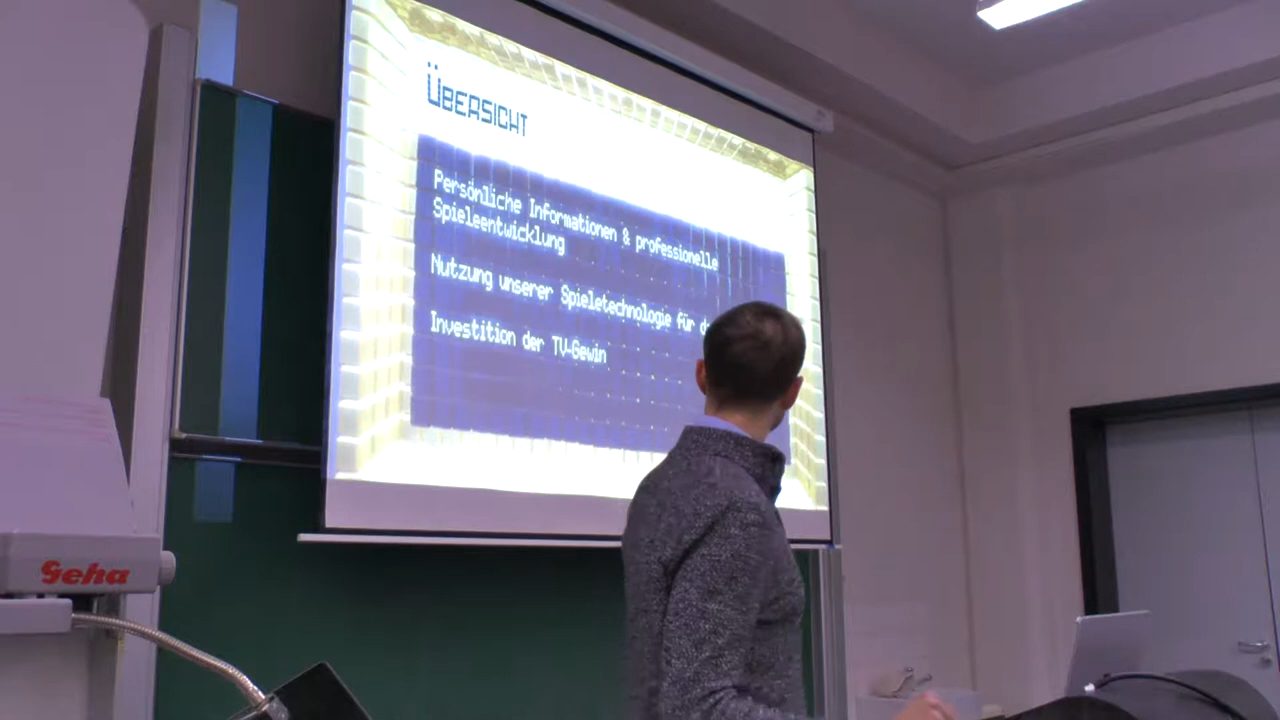 ÜBERSICHT
Persönliche Informationen & professionelle
Spieleentwicklung
Nutzung unserer Spieletechnologie für
Investition der TV-Gewin
Geha